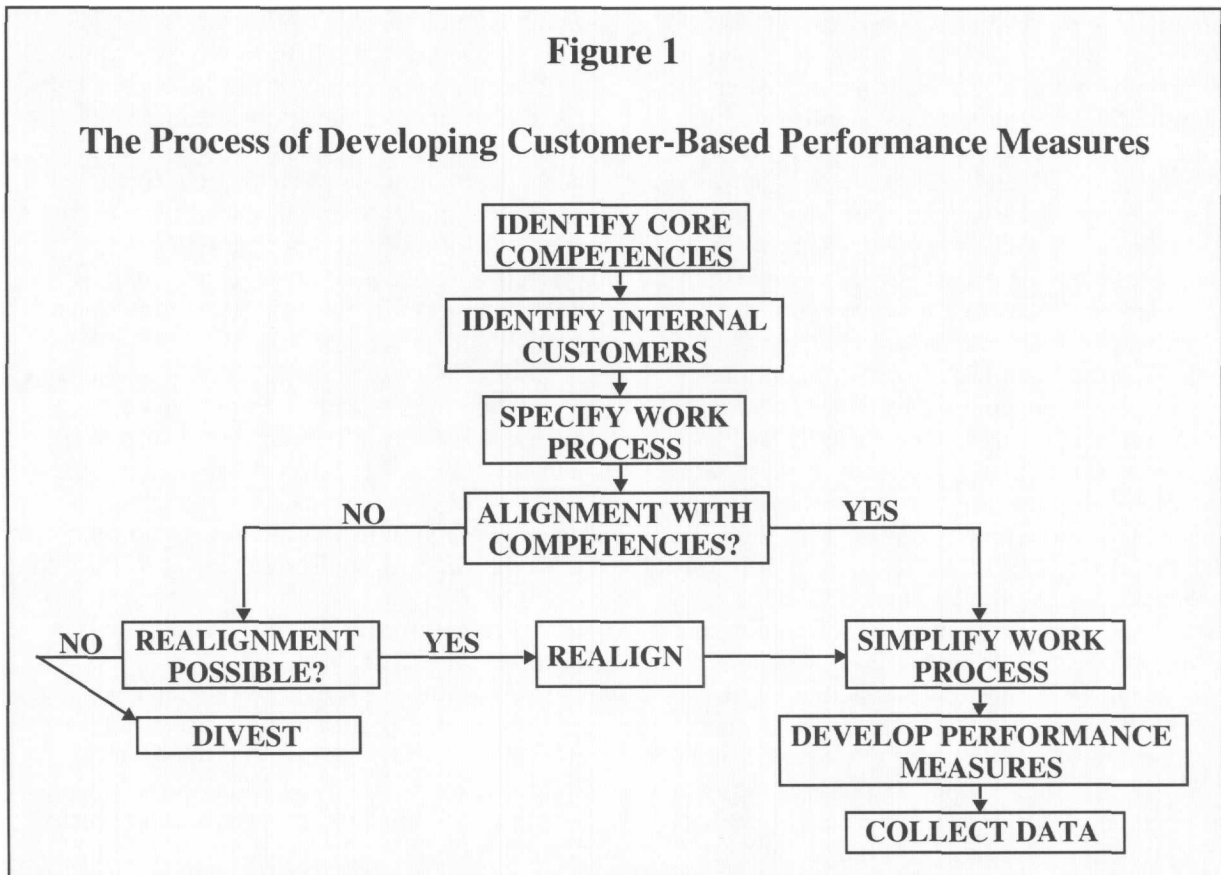 Figure 1
The Process of Developing Customer-Based Performance Measures
IDENTIFY CORE
COMPETENCIES
IDENTIFY INTERNAL
CUSTOMERS
SPECIFY WORK
PROCESS
NO
ALIGNMENT WITH
COMPETENCIES?
YES
NO
REALIGNMENT
POSSIBLE?
YES
REALIGN
SIMPLIFY WORK
PROCESS
DIVEST
DEVELOP PERFORMANCE
MEASURES
COLLECT DATA